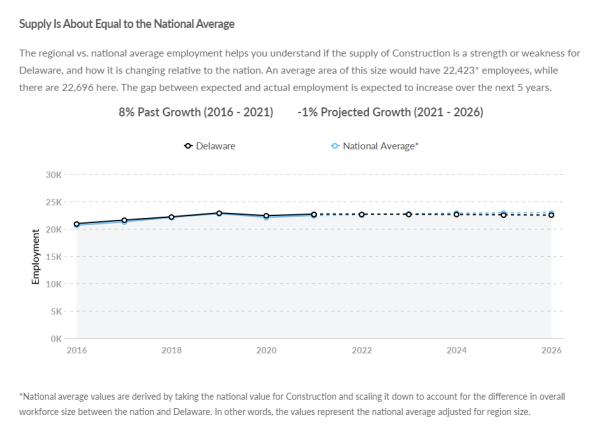 Supply Is About Equal to the National Average
The regional vs. national average employment helps you understand if the supply of Construction is a strength or weakness for
Delaware, and how it is changing relative to the nation. An average area of this size would have 22,423* employees, while
there are 22,696 here. The gap between expected and actual employment is expected to increase over the next 5 years.
8% Past Growth (2016 - 2021) -1% Projected Growth (2021 - 2026)
Delaware National Average*
30K
25K
20K
15K
10K
5K
0K
Employment
2016 2018 2020 2022 2024 2026
*National average values are derived by taking the national value for Construction and scaling it down to account for the difference in overall
workforce size between the nation and Delaware. In other words, the values represent the national average adjusted for region size.